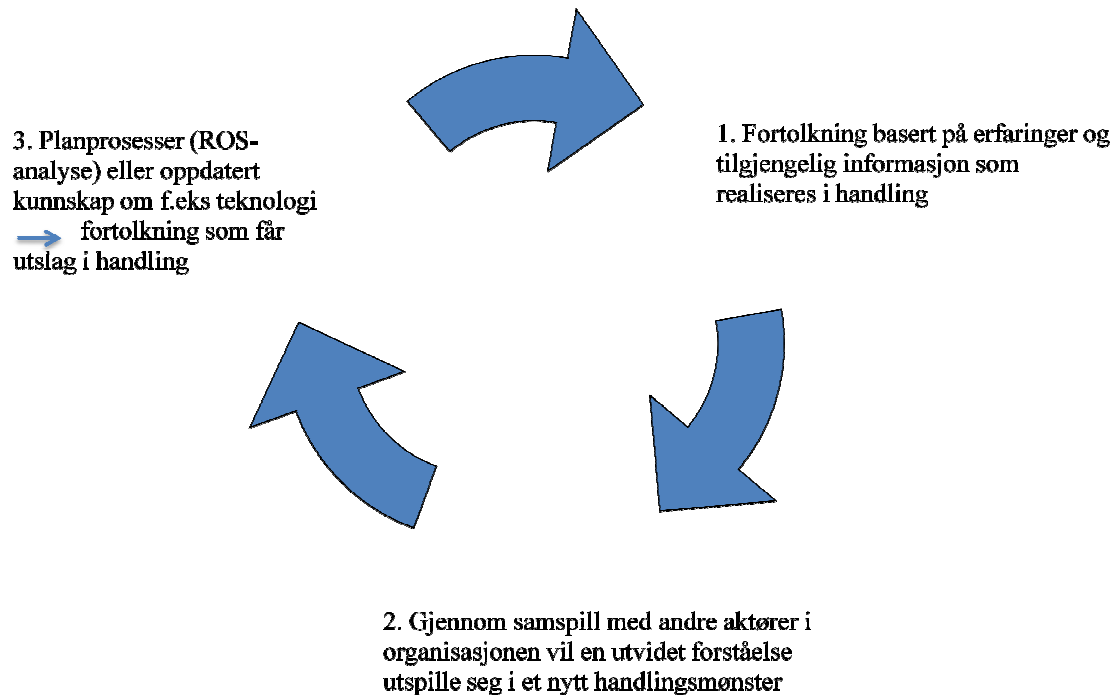 1. Fortolkning basert på erfaringer og
tilgjengelig informasjon som
realiseres i handling
2. Gjennom samspill med andre aktører i
organisasjonen vil en utvidet forståelse
utspille seg i et nytt handlingsmønster
3. Planprosesser (ROS-
analyse) eller oppdatert
kunnskap om f.eks teknologi
fortolkning som får
utslag i handling